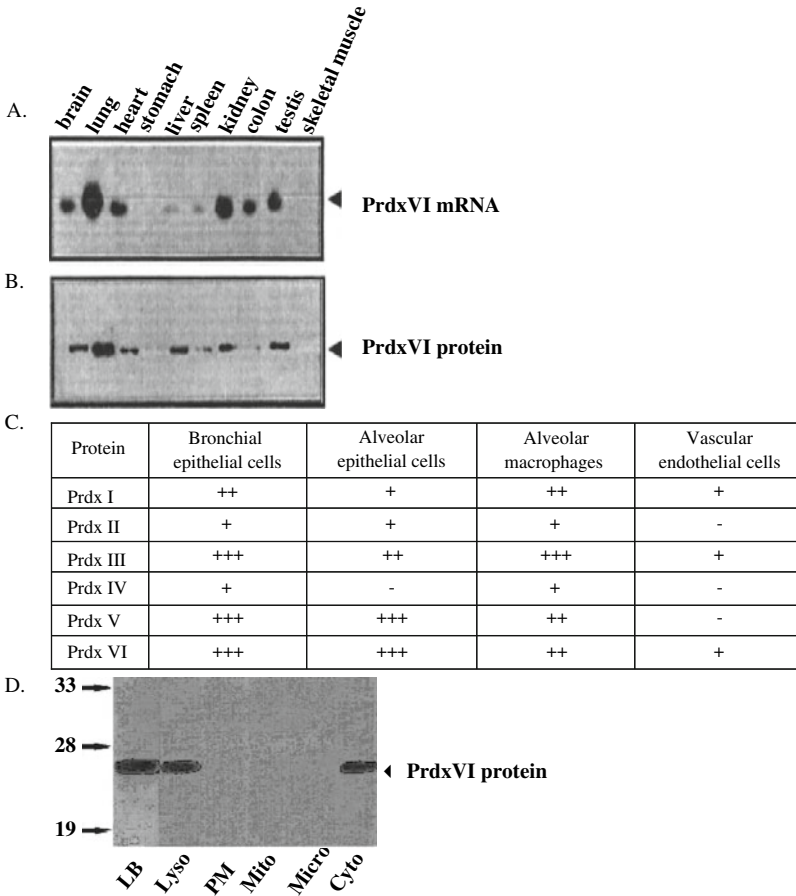 A.
brain lung heart stomach liver spleen kidney colon testis skeletal muscle
PrdxVI mRNA
B.
PrdxVI protein
C.
Protein Bronchial epithelial cells Alveolar epithelial cells Alveolar macrophages Vascular endothelial cells
Prdx I ++ + ++ +
Prdx II + + + -
Prdx III +++ ++ +++ +
Prdx IV + - + -
Prdx V +++ +++ ++ -
Prdx VI +++ +++ ++ +
D.
33
28
PrdxVI protein
19
LB Lyso PM Mito Micro Cyto